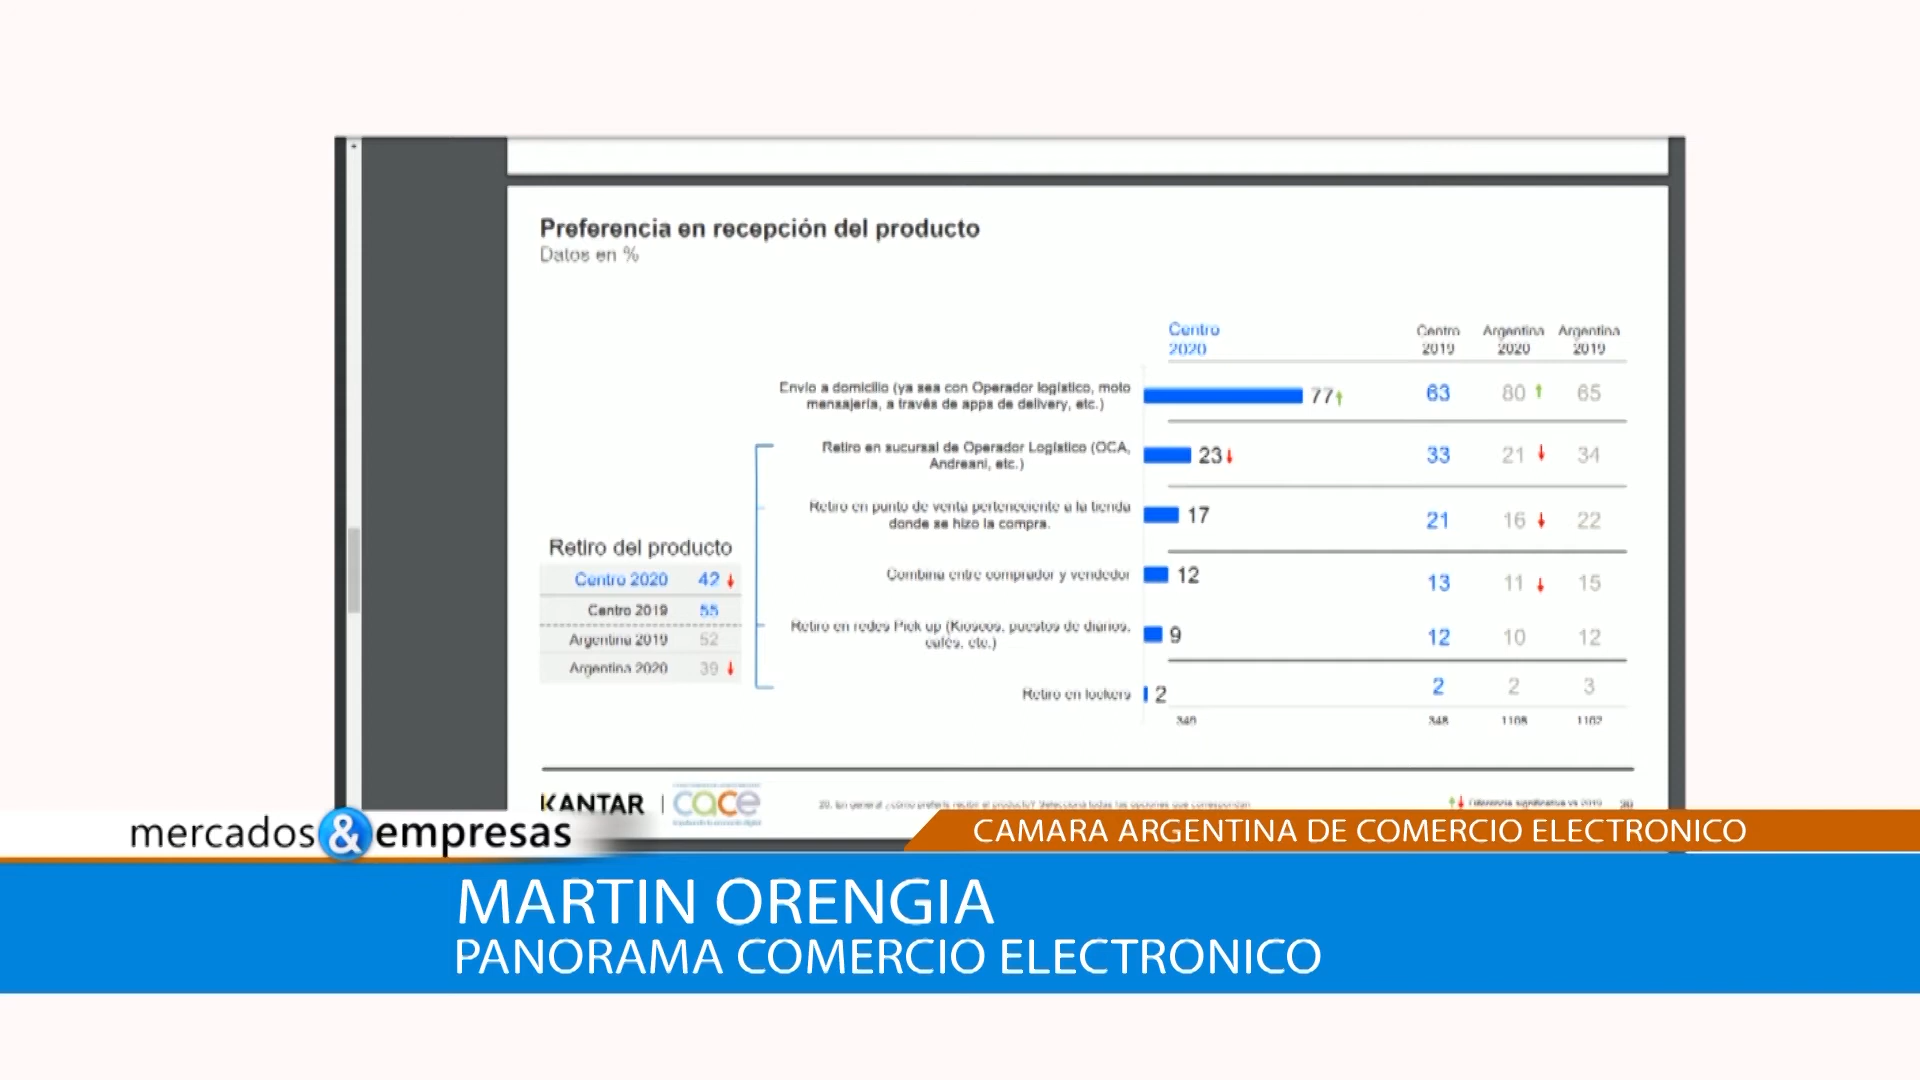 Preferencia en recepción del producto
Datos en %
Centro
2020
Centro
2019
Argentina
2020
Argentina
2019
Envío a domicilio (ya sea con Operador logístico, moto
mensajería, a través de apps de delivery, etc.)
77 63 80 65
Retiro en sucursal de Operador Logístico (OCA,
Andreani, etc.)
23 33 21 34
Retiro en punto de venta perteneciente a la tienda
donde se hizo la compra.
17 21 16 22
Combina entre comprador y vendedor
12 13 11 15
Retiro en redes Pick up (Kioscos, puestos de diarios,
cafés, etc.)
9 12 10 12
Retiro en lockers
2 2 2 3
Retiro del producto
Centro 2020 42
Centro 2019 55
Argentina 2019 52
Argentina 2020 39
KANTAR | cace
mercados&empresas
CAMARA ARGENTINA DE COMERCIO ELECTRONICO
MARTIN ORENGIA
PANORAMA COMERCIO ELECTRONICO